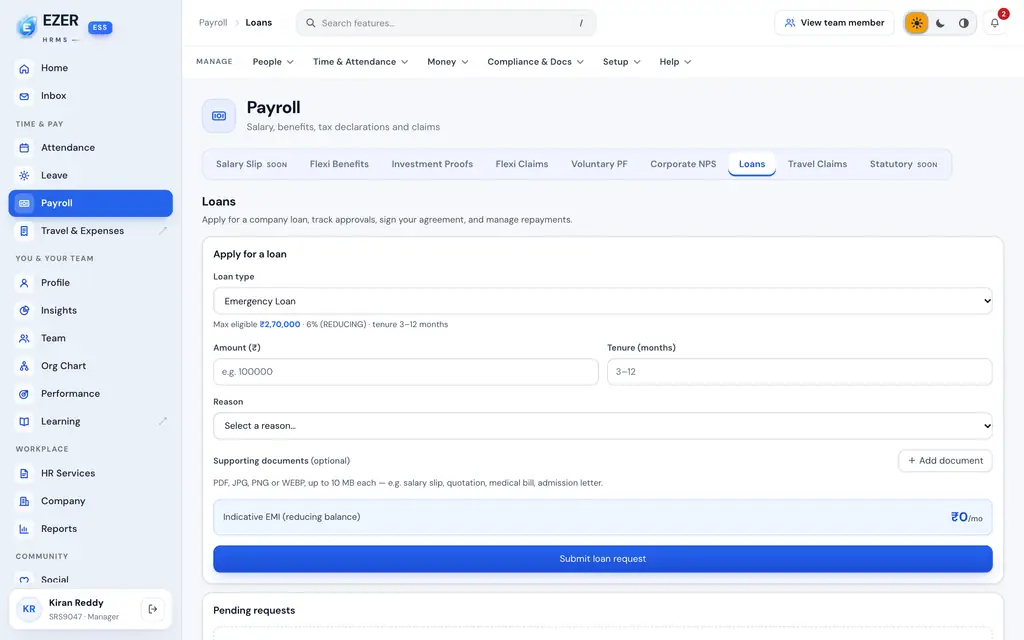 EZER
HRMS
ESS
Home
Inbox
TIME & PAY
Attendance
Leave
Payroll
Travel & Expenses
YOU & YOUR TEAM
Profile
Insights
Team
Org Chart
Performance
Learning
WORKPLACE
HR Services
Company
Reports
COMMUNITY
Social
KR
Kiran Reddy
SRS9047 · Manager
Payroll
Loans
Search features...
/
View team member
2
MANAGE
People
Time & Attendance
Money
Compliance & Docs
Setup
Help
Payroll
Salary, benefits, tax declarations and claims
Salary Slip SOON
Flexi Benefits
Investment Proofs
Flexi Claims
Voluntary PF
Corporate NPS
Loans
Travel Claims
Statutory SOON
Loans
Apply for a company loan, track approvals, sign your agreement, and manage repayments.
Apply for a loan
Loan type
Emergency Loan
Max eligible ₹2,70,000 · 6% (REDUCING) · tenure 3–12 months
Amount (₹)
Tenure (months)
e.g. 100000
3–12
Reason
Select a reason...
Supporting documents (optional)
+ Add document
PDF, JPG, PNG or WEBP, up to 10 MB each — e.g. salary slip, quotation, medical bill, admission letter.
Indicative EMI (reducing balance)
₹0/mo
Submit loan request
Pending requests